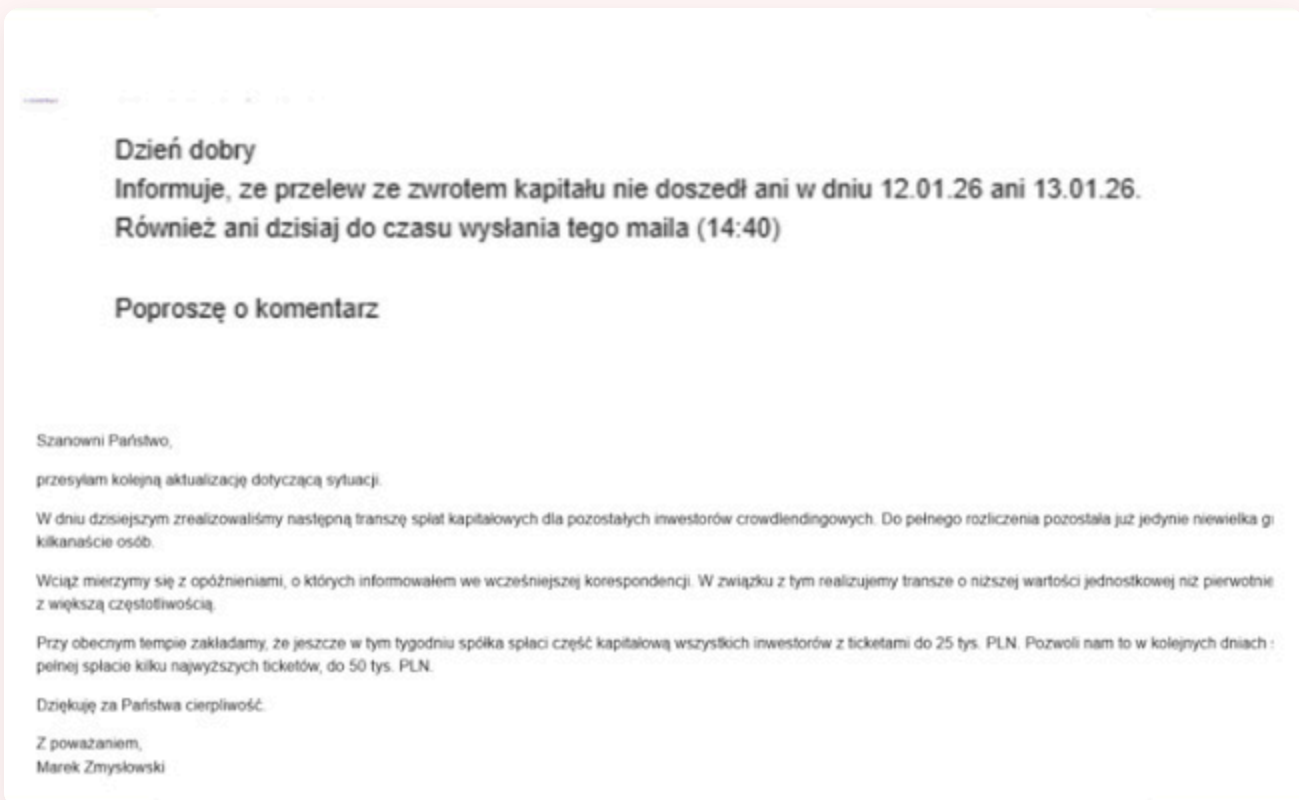 Dzień dobry
Informuje, ze przelew ze zwrotem kapitału nie doszedł ani w dniu 12.01.26 ani 13.01.26.
Również ani dzisiaj do czasu wysłania tego maila (14:40)
Poproszę o komentarz
Szanowni Państwo,
przesyłam kolejną aktualizację dotyczącą sytuacji.
W dniu dzisiejszym zrealizowaliśmy następną transzę spłat kapitałowych dla pozostałych inwestorów crowdlendingowych. Do pełnego rozliczenia pozostała już jedynie niewielka
kilkanaście osób.
Wciąż mierzymy się z opóźnieniami, o których informowałem we wcześniejszej korespondencji. W związku z tym realizujemy transze o niższej wartości jednostkowej niż pierwotnie
z większą częstotliwością.
Przy obecnym tempie zakładamy, że jeszcze w tym tygodniu spółka spłaci część kapitałową wszystkich inwestorów z ticketami do 25 tys. PLN. Pozwoli nam to w kolejnych dniach
pełnej spłacie kilku najwyższych ticketów, do 50 tys. PLN.
Dziękuję za Państwa cierpliwość.
Z poważaniem,
Marek Zmysłowski